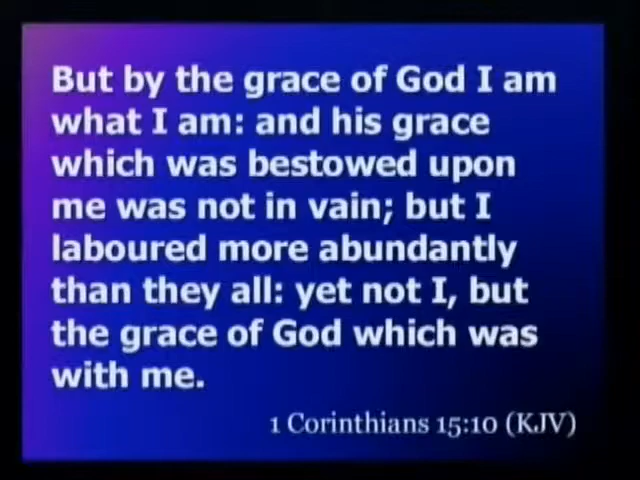 But by the grace of God I am
what I am: and his grace
which was bestowed upon
me was not in vain; but I
laboured more abundantly
than they all: yet not I, but
the grace of God which was
with me.
1 Corinthians 15:10 (KJV)